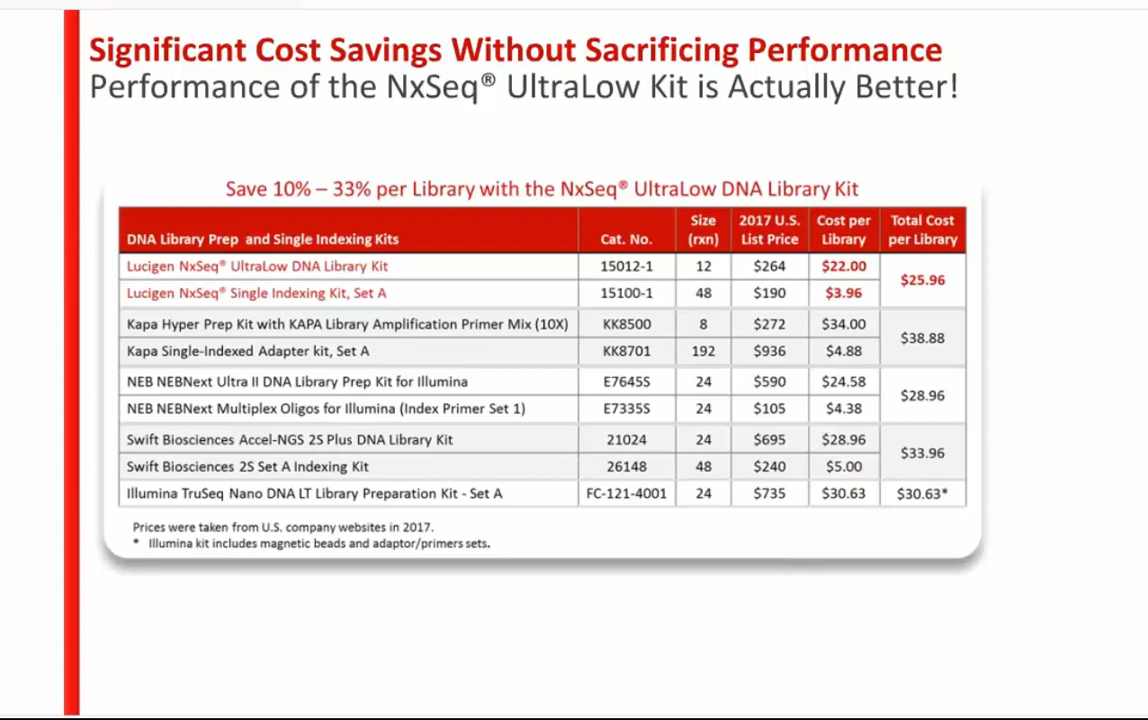 Significant Cost Savings Without Sacrificing Performance
Performance of the NxSeq® UltraLow Kit is Actually Better!
Save 10% – 33% per Library with the NxSeq® UltraLow DNA Library Kit
DNA Library Prep and Single Indexing Kits Cat. No. Size (rxn) 2017 U.S. List Price Cost per Library Total Cost per Library
Lucigen NxSeq® UltraLow DNA Library Kit 15012-1 12 $264 $22.00 $25.96
Lucigen NxSeq® Single Indexing Kit, Set A 15100-1 48 $190 $3.96
Kapa Hyper Prep Kit with KAPA Library Amplification Primer Mix (10X) KK8500 8 $272 $34.00 $38.88
Kapa Single-Indexed Adapter kit, Set A KK8701 192 $936 $4.88
NEB NEBNext Ultra II DNA Library Prep Kit for Illumina E7645S 24 $590 $24.58 $28.96
NEB NEBNext Multiplex Oligos for Illumina (Index Primer Set 1) E7335S 24 $105 $4.38
Swift Biosciences Accel-NGS 2S Plus DNA Library Kit 21024 24 $695 $28.96 $33.96
Swift Biosciences 2S Set A Indexing Kit 26148 48 $240 $5.00
Illumina TruSeq Nano DNA LT Library Preparation Kit - Set A FC-121-4001 24 $735 $30.63 $30.63*
Prices were taken from U.S. company websites in 2017.
* Illumina kit includes magnetic beads and adaptor/primers sets.